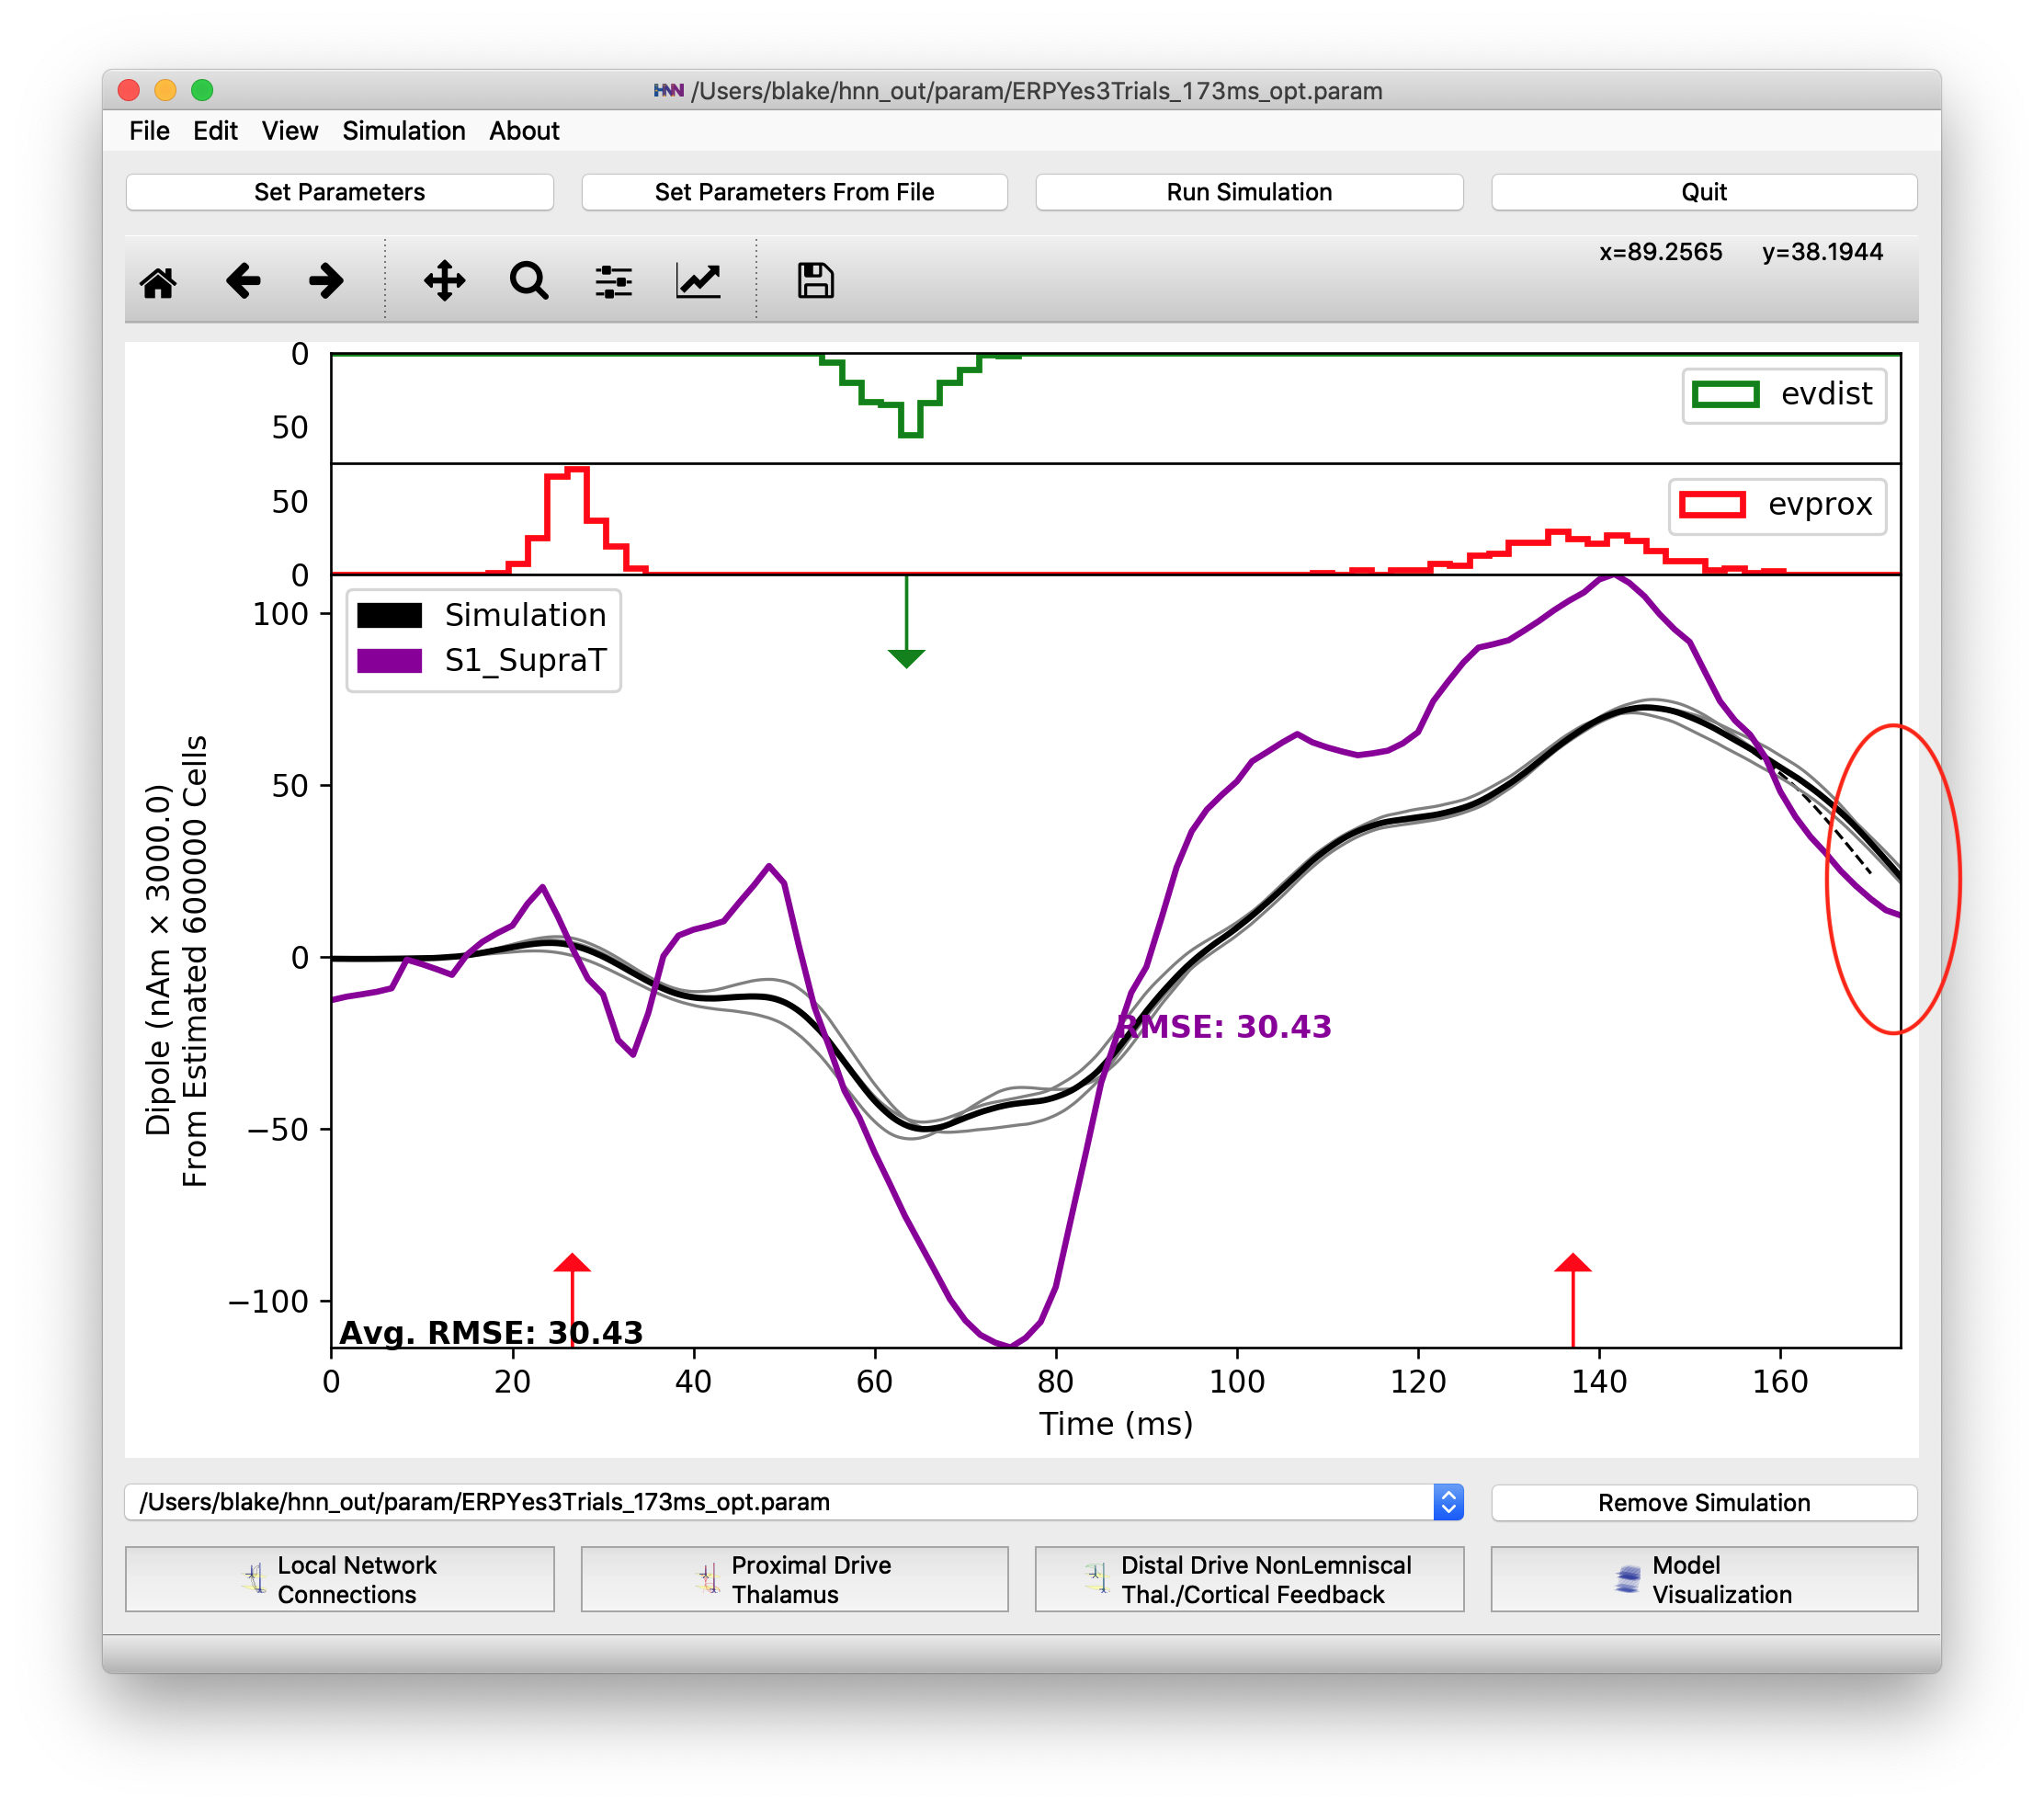 HNN /Users/blake/hnn_out/param/ERPYes3Trials_173ms_opt.param
File Edit View Simulation About
Set Parameters Set Parameters From File Run Simulation Quit
x=89.2565 y=38.1944
0
50
evdist
50
0
evprox
100
50
0
−50
−100
Dipole (nAm × 3000.0)
From Estimated 600000 Cells
Simulation
S1_SupraT
RMSE: 30.43
Avg. RMSE: 30.43
0 20 40 60 80 100 120 140 160
Time (ms)
/Users/blake/hnn_out/param/ERPYes3Trials_173ms_opt.param
Remove Simulation
Local Network
Connections
Proximal Drive
Thalamus
Distal Drive NonLemniscal
Thal./Cortical Feedback
Model
Visualization